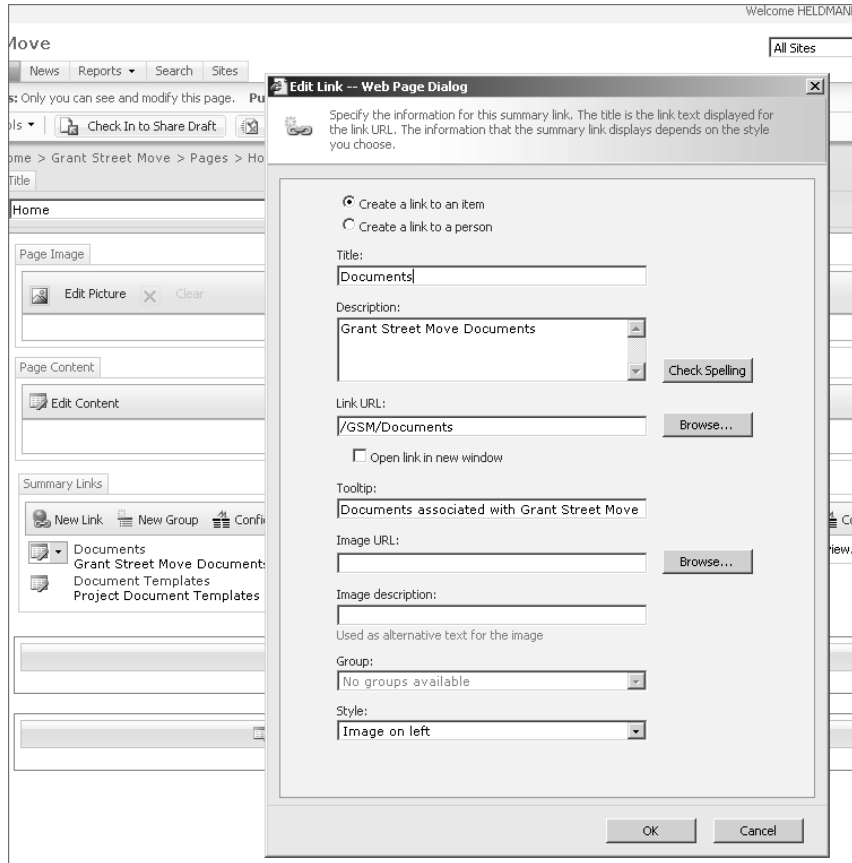 Welcome HELDMAN
Move
All Sites
News Reports Search Sites
s: Only you can see and modify this page. Pu
ols Check In to Share Draft
ome > Grant Street Move > Pages > Ho
Title
Home
Page Image
Edit Picture Clear
Page Content
Edit Content
Summary Links
New Link New Group Confi
Documents
Grant Street Move Documents
Document Templates
Project Document Templates
Edit Link -- Web Page Dialog
Specify the information for this summary link. The title is the link text displayed for
the link URL. The information that the summary link displays depends on the style
you choose.
Create a link to an item
Create a link to a person
Title:
Documents
Description:
Grant Street Move Documents
Check Spelling
Link URL:
/GSM/Documents
Browse...
Open link in new window
Tooltip:
Documents associated with Grant Street Move
Image URL:
Browse...
Image description:
Used as alternative text for the image
Group:
No groups available
Style:
Image on left
OK Cancel
Co
iew.